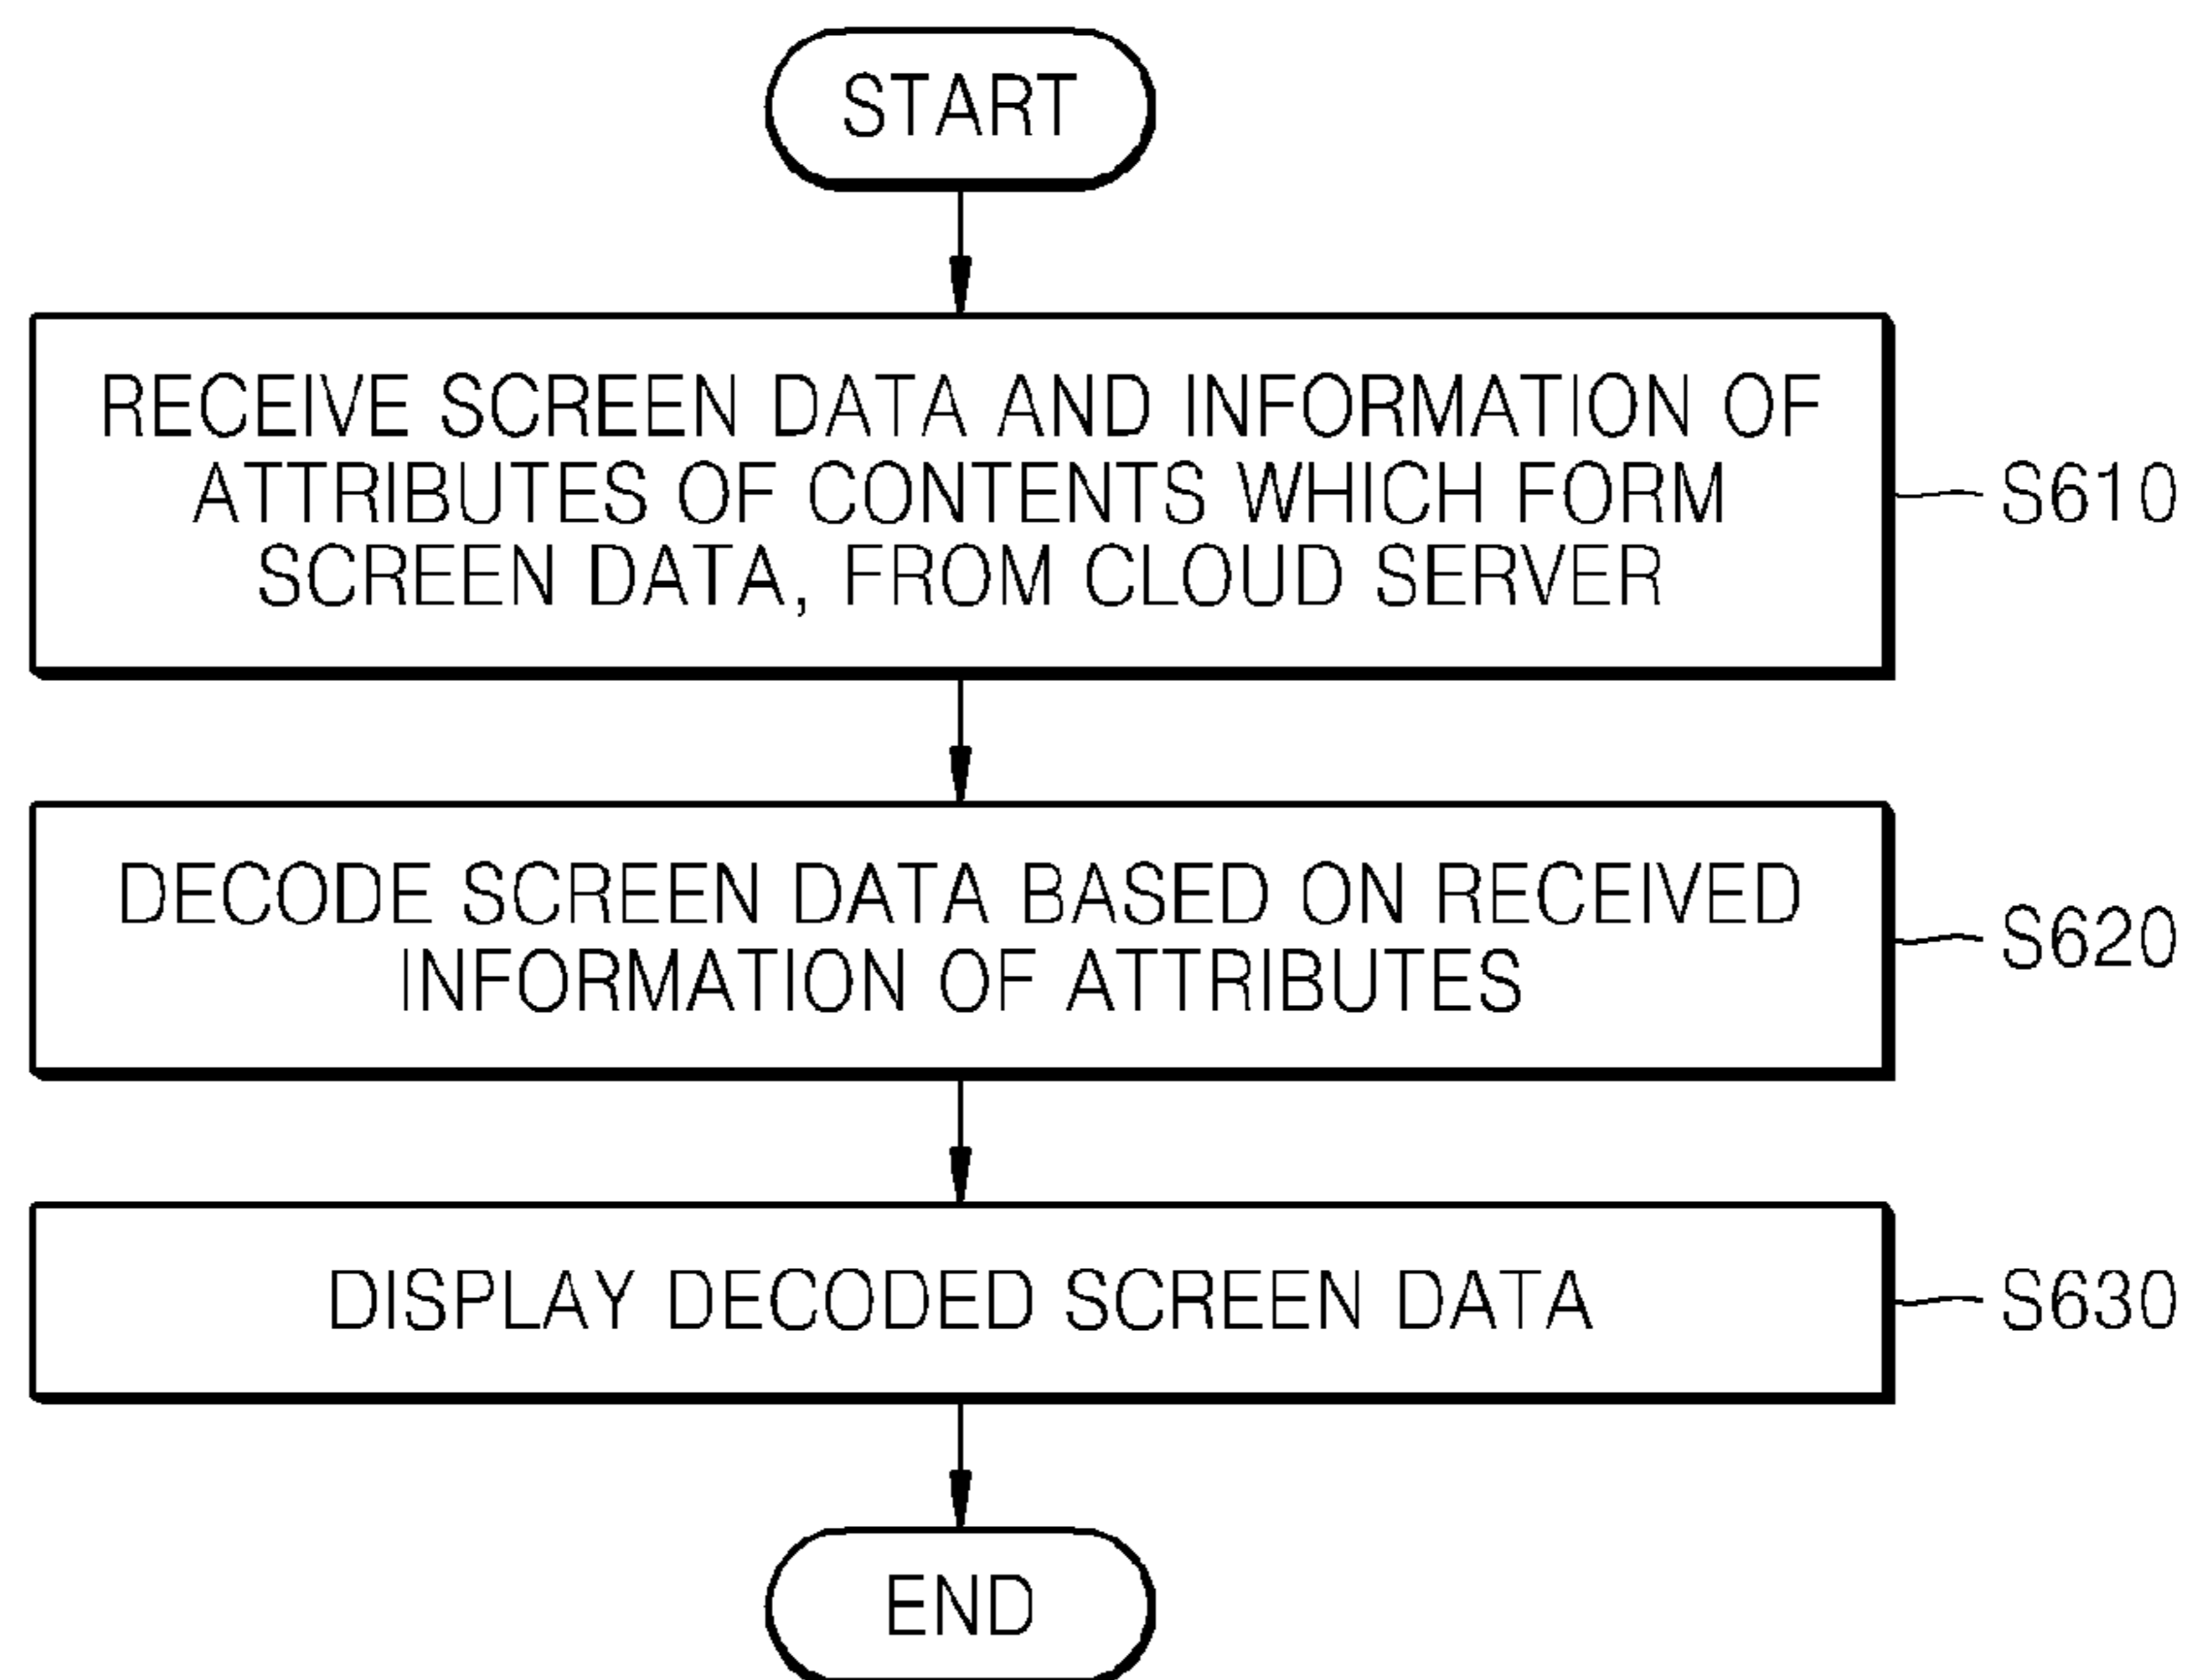 START
RECEIVE SCREEN DATA AND INFORMATION OF
ATTRIBUTES OF CONTENTS WHICH FORM
SCREEN DATA, FROM CLOUD SERVER
S610
DECODE SCREEN DATA BASED ON RECEIVED
INFORMATION OF ATTRIBUTES
S620
DISPLAY DECODED SCREEN DATA
S630
END